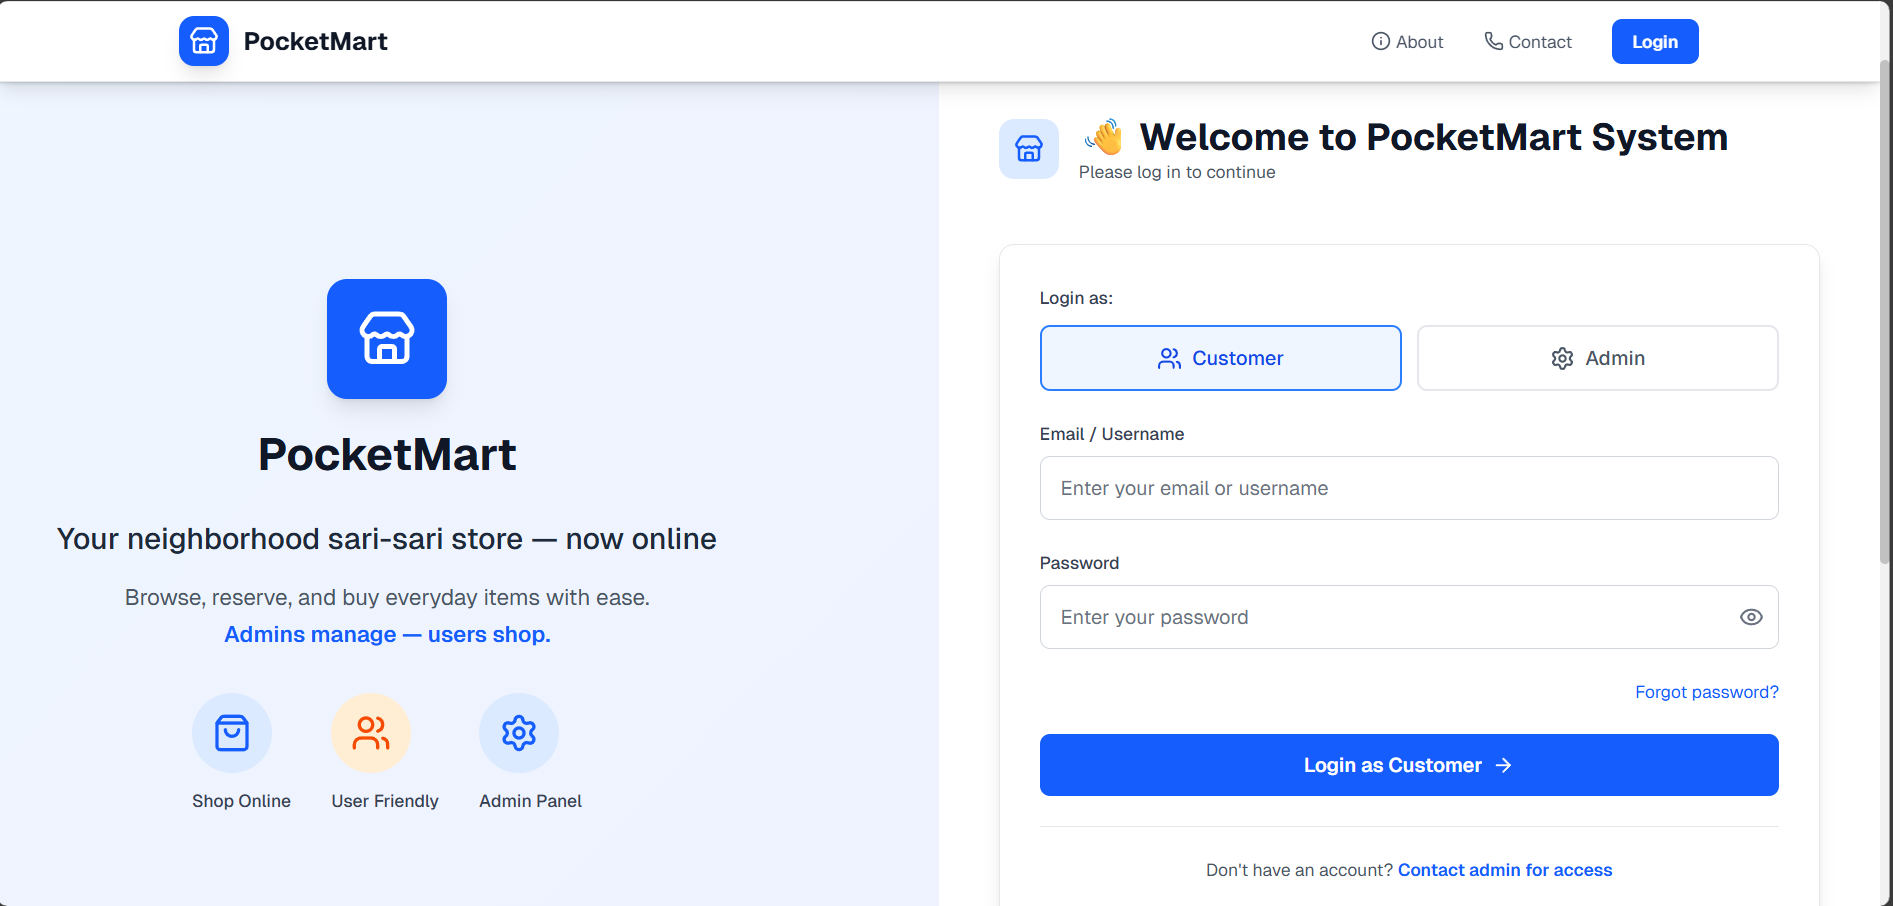 PocketMart
About
Contact
Login
👋 Welcome to PocketMart System
Please log in to continue
PocketMart
Your neighborhood sari-sari store — now online
Browse, reserve, and buy everyday items with ease.
Admins manage — users shop.
Shop Online
User Friendly
Admin Panel
Login as:
Customer
Admin
Email / Username
Enter your email or username
Password
Enter your password
Forgot password?
Login as Customer →
Don't have an account? Contact admin for access